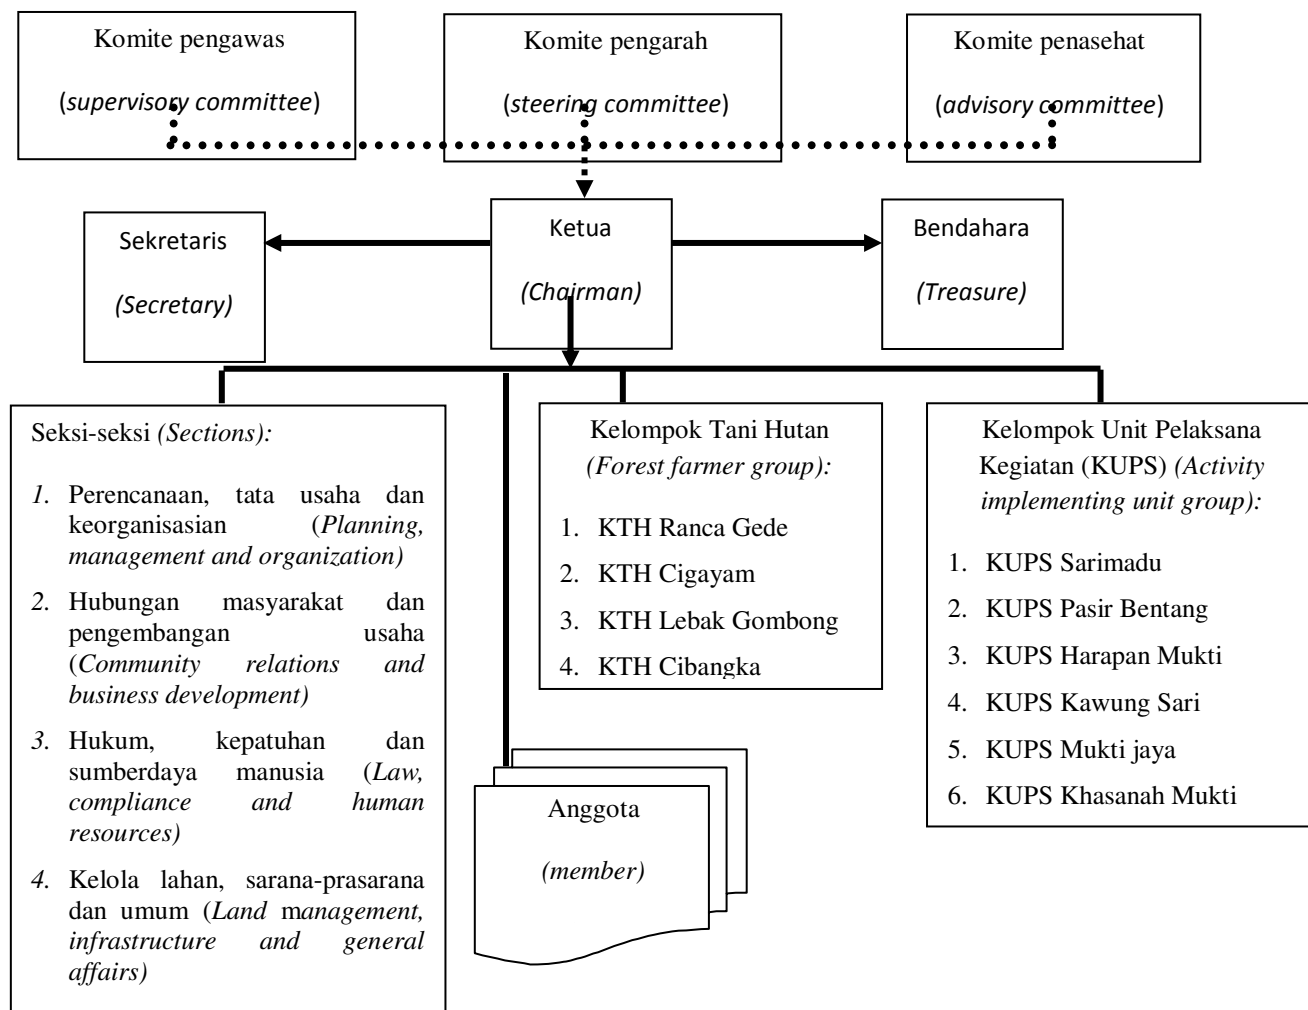 Komite pengawas
(supervisory committee)
Komite pengarah
(steering committee)
Komite penasehat
(advisory committee)
Sekretaris
(Secretary)
Ketua
(Chairman)
Bendahara
(Treasure)
Seksi-seksi (Sections):
1. Perencanaan, tata usaha dan
keorganisasian (Planning,
management and organization)
2. Hubungan masyarakat dan
pengembangan usaha
(Community relations and
business development)
3. Hukum, kepatuhan dan
sumberdaya manusia (Law,
compliance and human
resources)
4. Kelola lahan, sarana-prasarana
dan umum (Land management,
infrastructure and general
affairs)
Kelompok Tani Hutan
(Forest farmer group):
1. KTH Ranca Gede
2. KTH Cigayam
3. KTH Lebak Gombong
4. KTH Cibangka
Kelompok Unit Pelaksana
Kegiatan (KUPS) (Activity
implementing unit group):
1. KUPS Sarimadu
2. KUPS Pasir Bentang
3. KUPS Harapan Mukti
4. KUPS Kawung Sari
5. KUPS Mukti jaya
6. KUPS Khasanah Mukti
Anggota
(member)